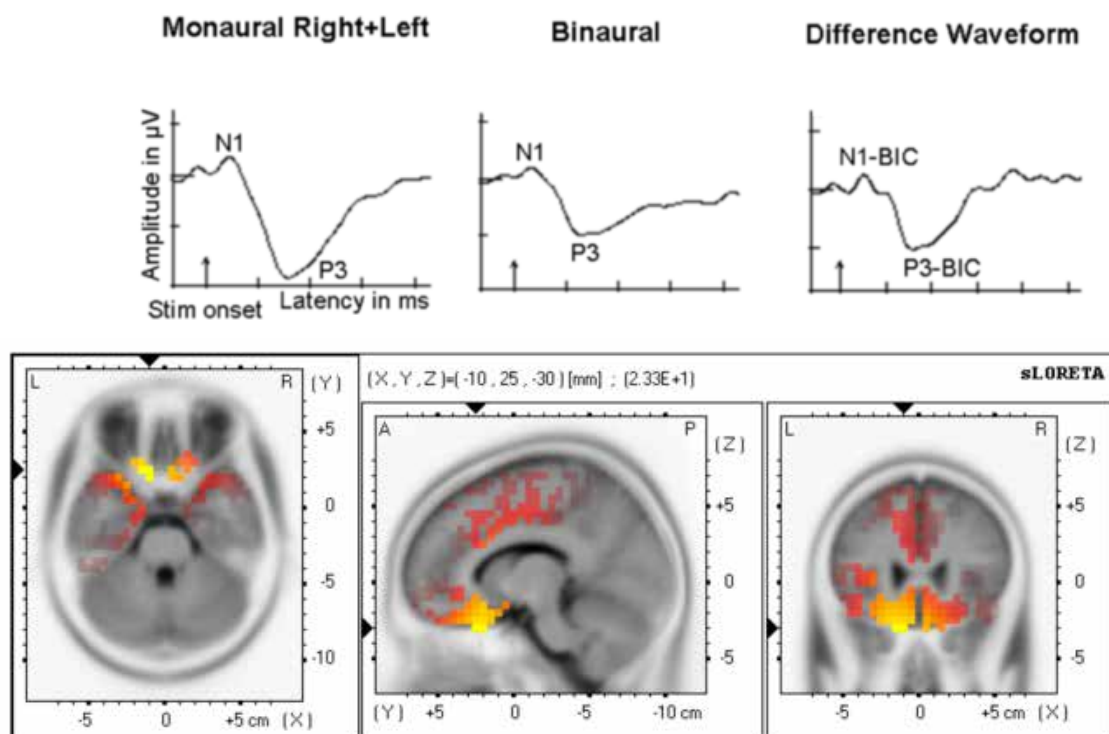 Monaural Right+Left Binaural Difference Waveform
Amplitude in µV
N1
P3
Stim onset
Latency in ms
N1
P3
N1-BIC
P3-BIC
L R (Y)
+5
0
-5
-10
-5 0 +5 cm (X)
(X,Y,Z)=(-10,25,-30)[mm] ; (2.33E+1) sLORETA
A P (Z)
+5
0
-5
(Y) +5 0 -5 -10 cm
L R (Z)
+5
0
-5
-5 0 +5 cm (X)